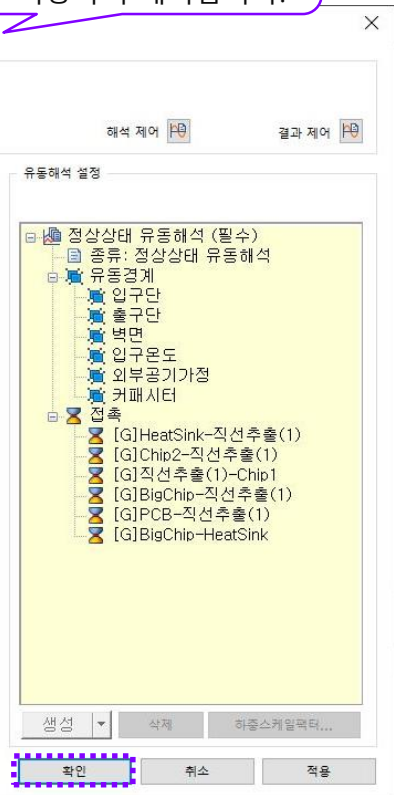 해석 제어
결과 제어
유동해석 설정
정상상태 유동해석 (필수)
종류: 정상상태 유동해석
유동경계
입구단
출구단
벽면
입구온도
외부공기가정
커패시터
접촉
[G]HeatSink-직선추출(1)
[G]Chip2-직선추출(1)
[G]직선추출(1)-Chip1
[G]BigChip-직선추출(1)
[G]PCB-직선추출(1)
[G]BigChip-HeatSink
생성
삭제
하중스케일팩터...
확인
취소
적용